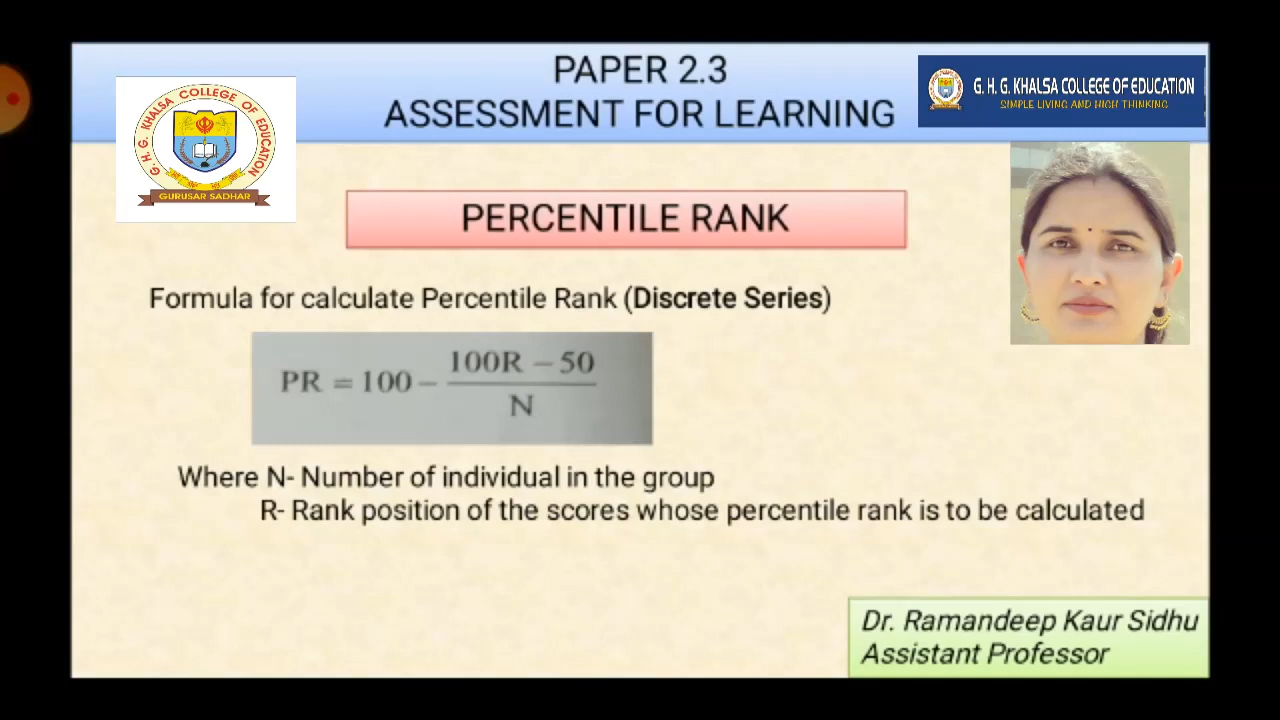 PAPER 2.3
ASSESSMENT FOR LEARNING
G. H. G. KHALSA COLLEGE OF EDUCATION
SIMPLE LIVING AND HIGH THINKING
G. H. G. KHALSA COLLEGE OF EDUCATION
GURUSAR SADHAR
PERCENTILE RANK
Formula for calculate Percentile Rank (Discrete Series)
PR = 100 - (100R - 50) / N
Where N- Number of individual in the group
R- Rank position of the scores whose percentile rank is to be calculated
Dr. Ramandeep Kaur Sidhu
Assistant Professor